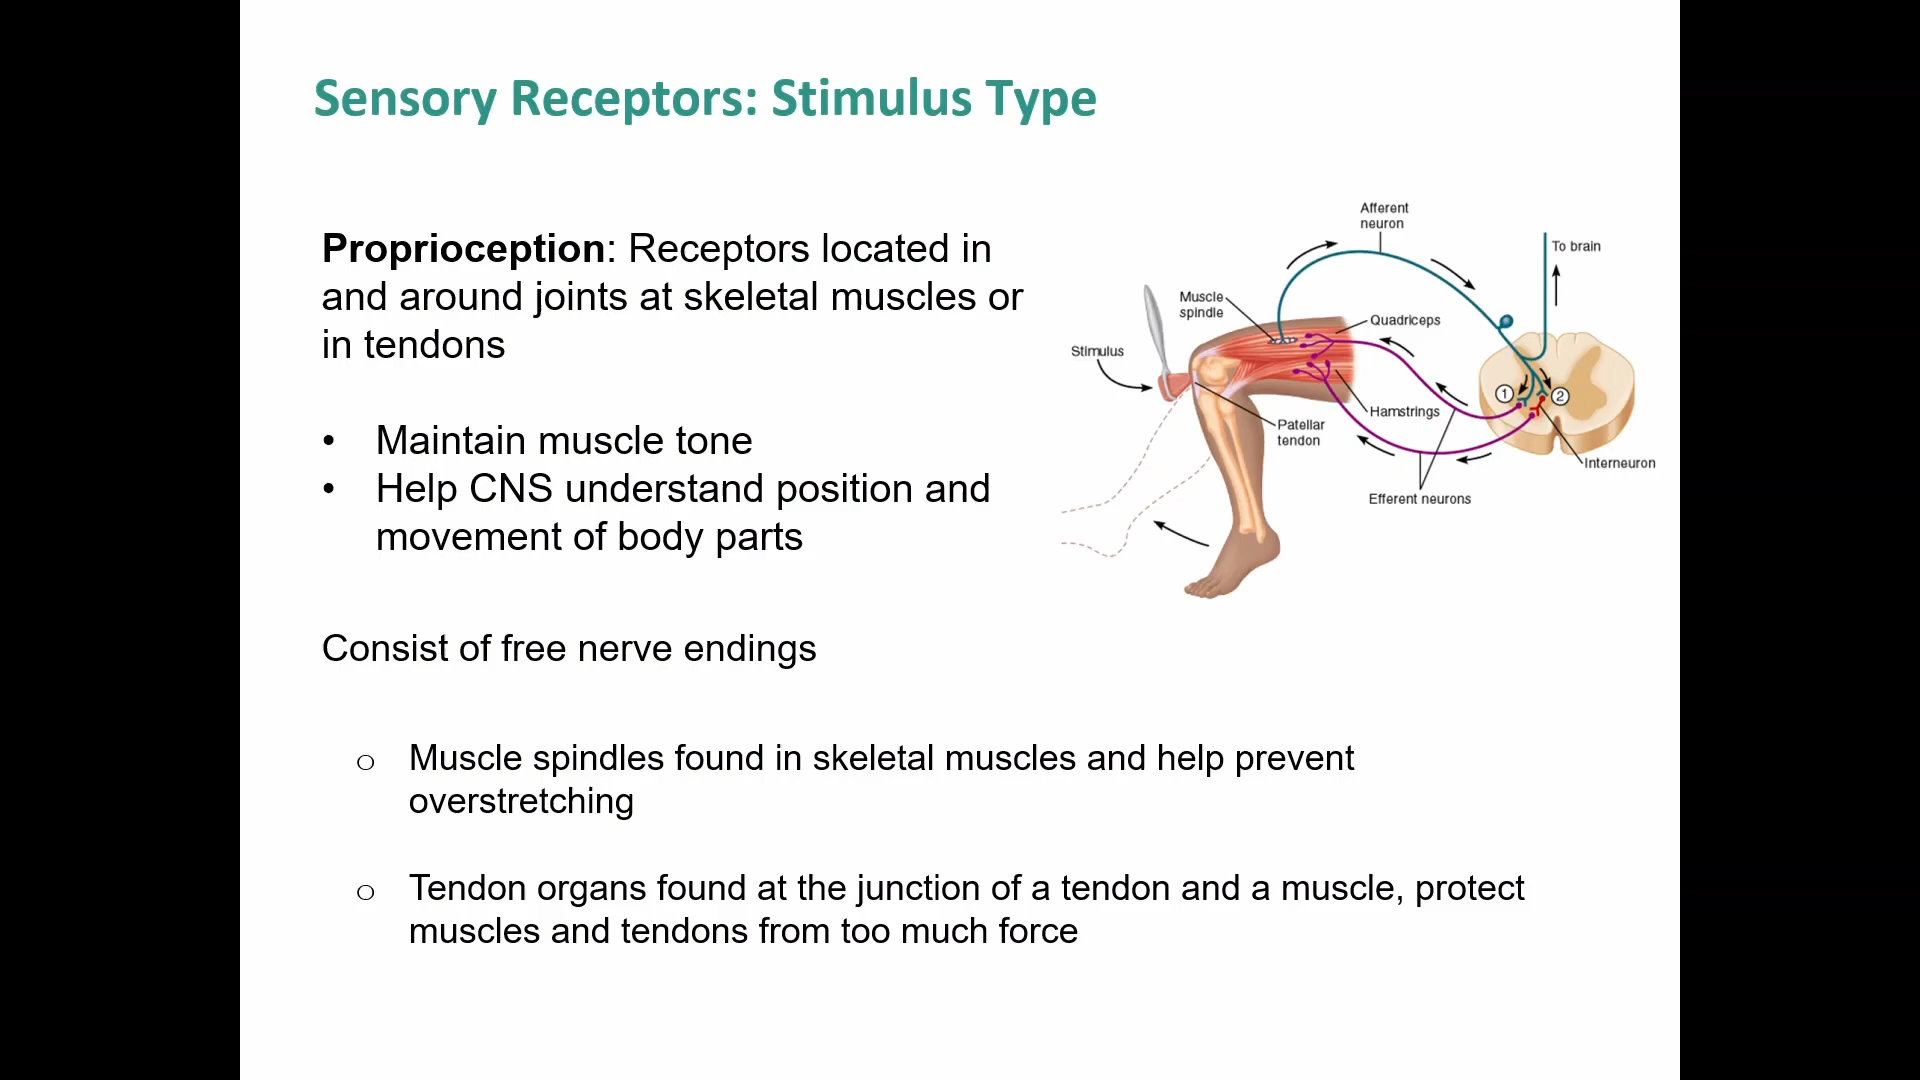 Sensory Receptors: Stimulus Type
Proprioception: Receptors located in
and around joints at skeletal muscles or
in tendons
• Maintain muscle tone
• Help CNS understand position and
movement of body parts
Consist of free nerve endings
o Muscle spindles found in skeletal muscles and help prevent
overstretching
o Tendon organs found at the junction of a tendon and a muscle, protect
muscles and tendons from too much force
Afferent
neuron
To brain
Muscle
spindle
Quadriceps
Stimulus
1
2
Hamstrings
Patellar
tendon
Interneuron
Efferent neurons